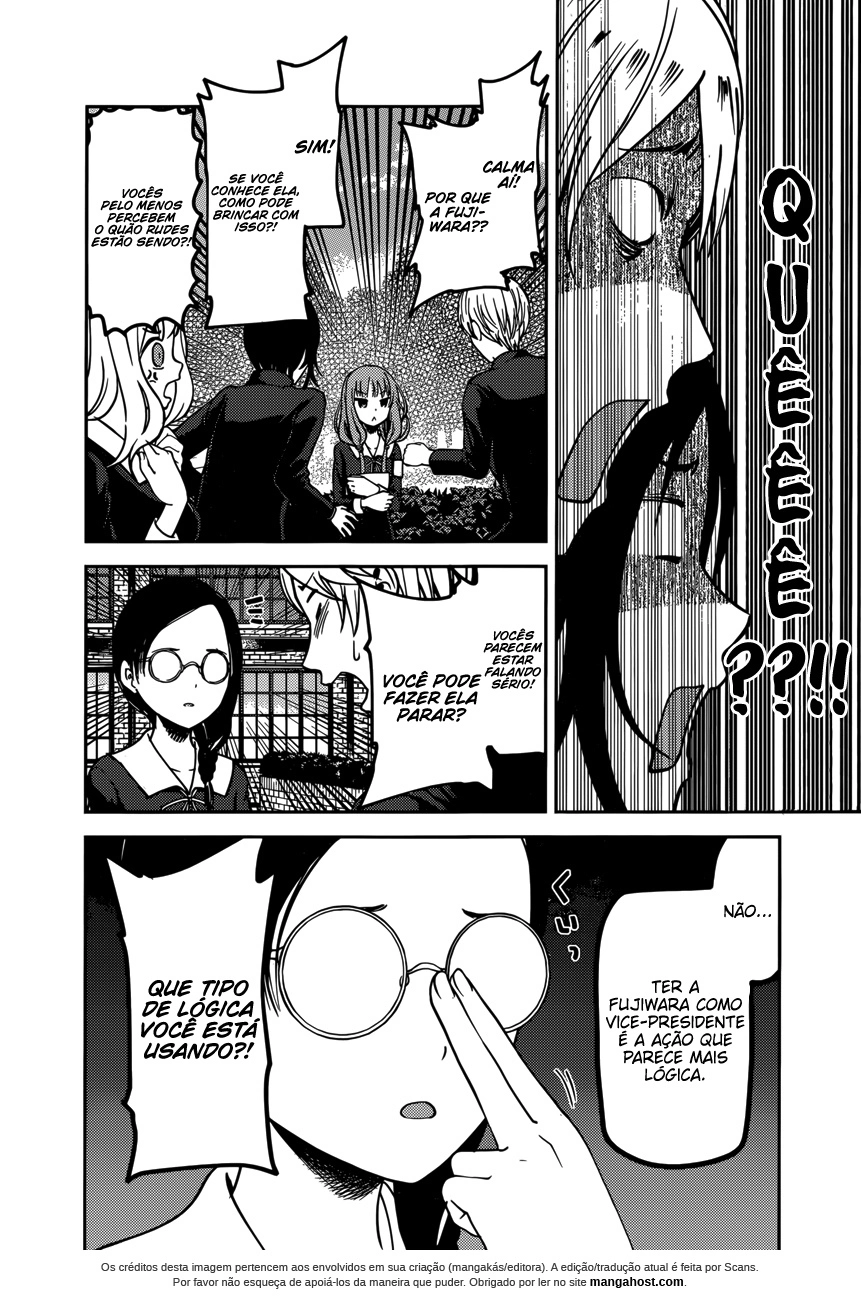 QUEEEE
??!!
CALMA
AÍ!
POR QUE
A FUJI-
WARA??
SIM!
SE VOCÊ
CONHECE ELA,
COMO PODE
BRINCAR COM
ISSO?!
VOCÊS
PELO MENOS
PERCEBEM
O QUÃO RUDES
ESTÃO SENDO?!
VOCÊS
PARECEM
ESTAR
FALANDO
SÉRIO!
VOCÊ PODE
FAZER ELA
PARAR?
NÃO...
TER A
FUJIWARA COMO
VICE-PRESIDENTE
É A AÇÃO QUE
PARECE MAIS
LÓGICA.
くいっ
QUE TIPO
DE LÓGICA
VOCÊ ESTÁ
USANDO?!
Os créditos desta imagem pertencem aos envolvidos em sua criação (mangakás/editora). A edição/tradução atual é feita por Scans.
Por favor não esqueça de apoiá-los da maneira que puder. Obrigado por ler no site mangahost.com.